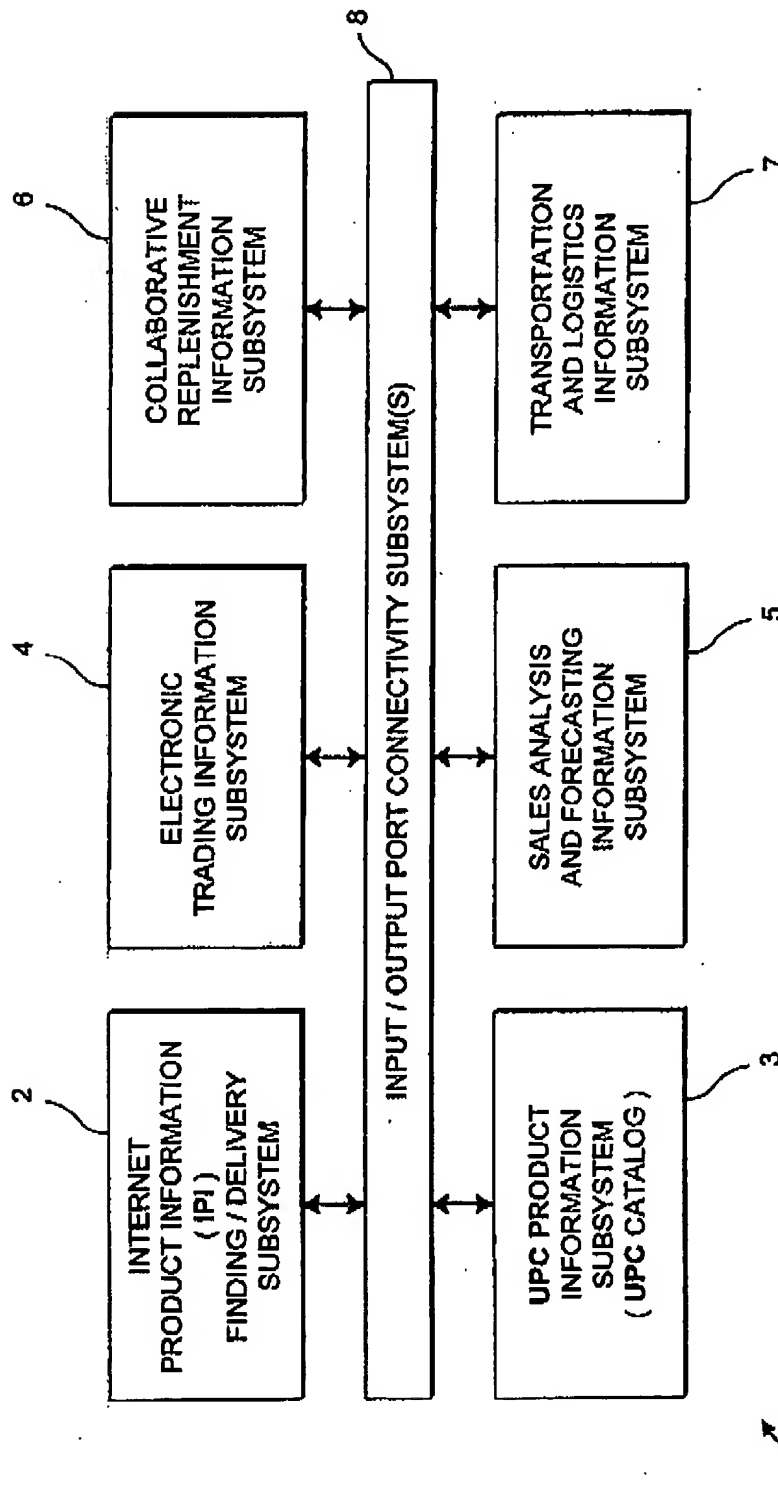 2
INTERNET
PRODUCT INFORMATION
( IPI )
FINDING / DELIVERY
SUBSYSTEM
4
ELECTRONIC
TRADING INFORMATION
SUBSYSTEM
6
COLLABORATIVE
REPLENISHMENT
INFORMATION
SUBSYSTEM
8
INPUT / OUTPUT PORT CONNECTIVITY SUBSYSTEM(S)
UPC PRODUCT
INFORMATION
SUBSYSTEM
( UPC CATALOG )
3
SALES ANALYSIS
AND FORECASTING
INFORMATION
SUBSYSTEM
5
TRANSPORTATION
AND LOGISTICS
INFORMATION
SUBSYSTEM
7